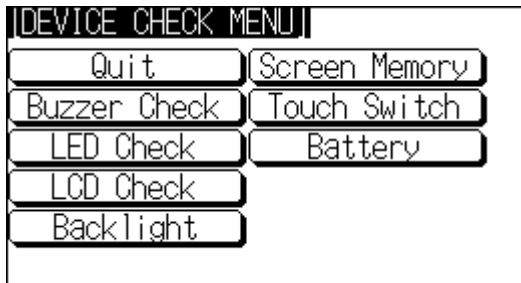 [DEVICE CHECK MENU]
Quit
Screen Memory
Buzzer Check
Touch Switch
LED Check
Battery
LCD Check
Backlight